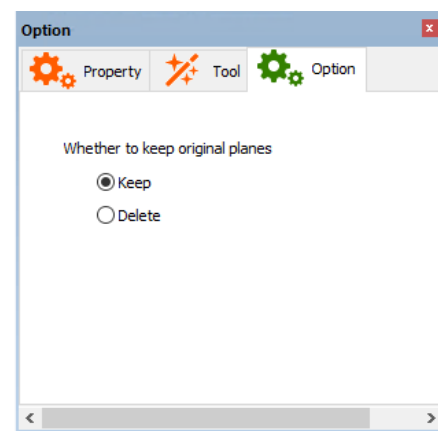 Option
Property Tool Option
Whether to keep original planes
Keep
Delete